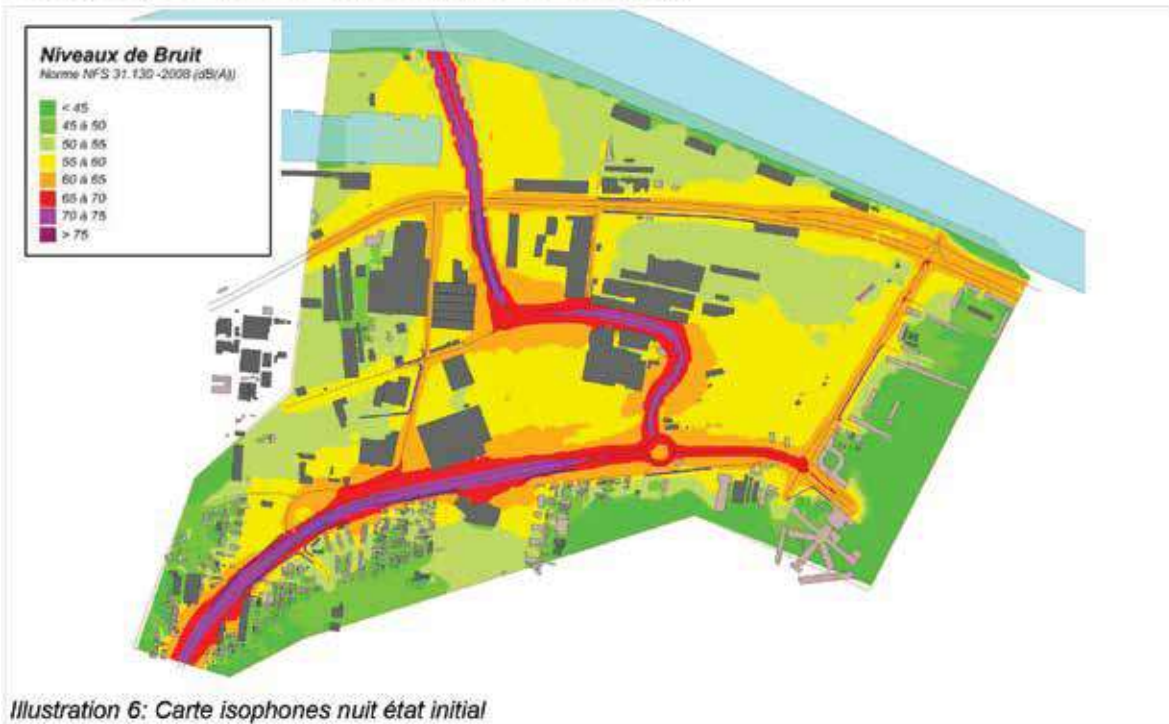 Niveaux de Bruit
Norme NFS 31.130 -2008 (dB(A))
< 45
45 à 50
50 à 55
55 à 60
60 à 65
65 à 70
70 à 75
> 75
Illustration 6: Carte isophones nuit état initial